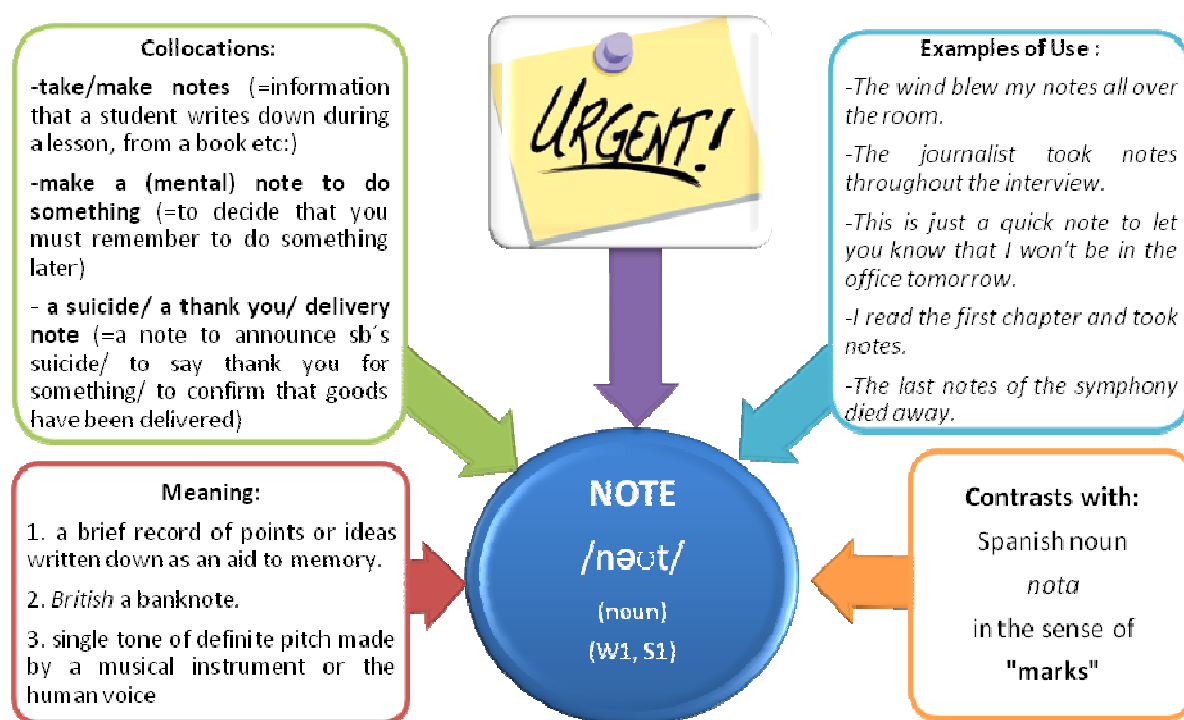 Collocations:
-take/make notes (=information
that a student writes down during
a lesson, from a book etc:)
-make a (mental) note to do
something (=to decide that you
must remember to do something
later)
- a suicide/ a thank you/ delivery
note (=a note to announce sb´s
suicide/ to say thank you for
something/ to confirm that goods
have been delivered)
URGENT!
Examples of Use :
-The wind blew my notes all over
the room.
-The journalist took notes
throughout the interview.
-This is just a quick note to let
you know that I won't be in the
office tomorrow.
-I read the first chapter and took
notes.
-The last notes of the symphony
died away.
Meaning:
1. a brief record of points or ideas
written down as an aid to memory.
2. British a banknote.
3. single tone of definite pitch made
by a musical instrument or the
human voice
NOTE
/nəʊt/
(noun)
(W1, S1)
Contrasts with:
Spanish noun
nota
in the sense of
"marks"